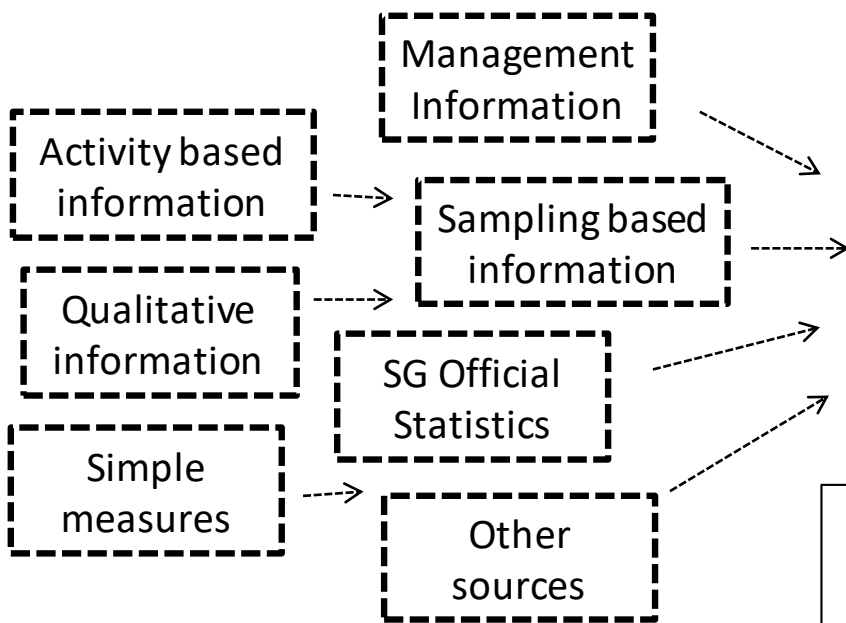 Management
Information
Activity based
information
Sampling based
information
Qualitative
information
SG Official
Statistics
Simple
measures
Other
sources